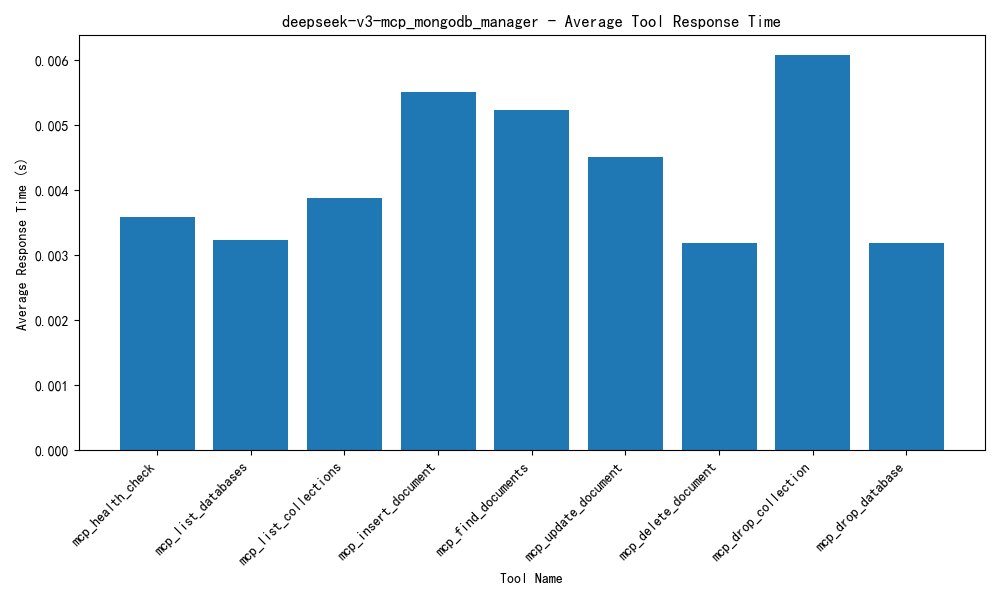 deepseek-v3-mcp_mongodb_manager - Average Tool Response Time
Average Response Time (s)
0.006
0.005
0.004
0.003
0.002
0.001
0.000
mcp_health_check
mcp_list_databases
mcp_list_collections
mcp_insert_document
mcp_find_documents
mcp_update_document
mcp_delete_document
mcp_drop_collection
mcp_drop_database
Tool Name